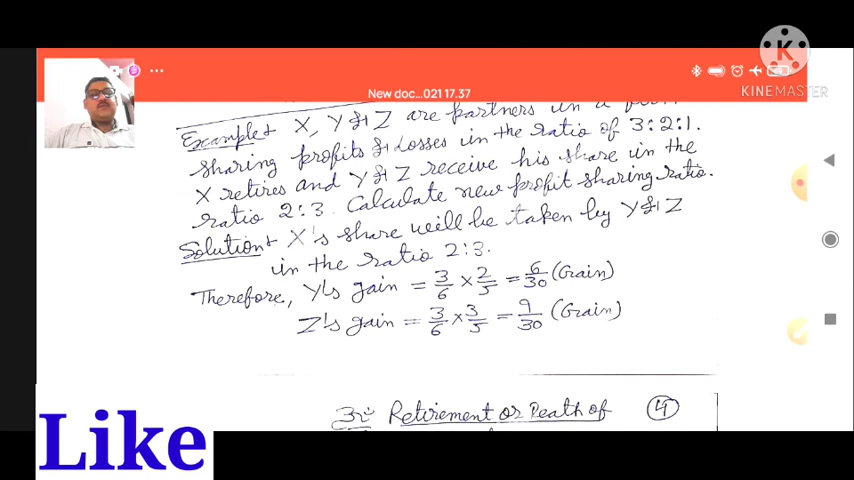 KINEMASTER
New doc...021 17.37
Example→ X, Y & Z are partners in a
sharing profits & losses in the ratio of 3:2:1.
X retires and Y & Z receive his share in the
ratio 2:3. Calculate new profit sharing ratio.
Solution→ X's share will be taken by Y & Z
in the ratio 2:3.
Therefore, Y's gain = 3/6 × 2/5 = 6/30 (Gain)
Z's gain = 3/6 × 3/5 = 9/30 (Gain)
Retirement or Death of
4
Like